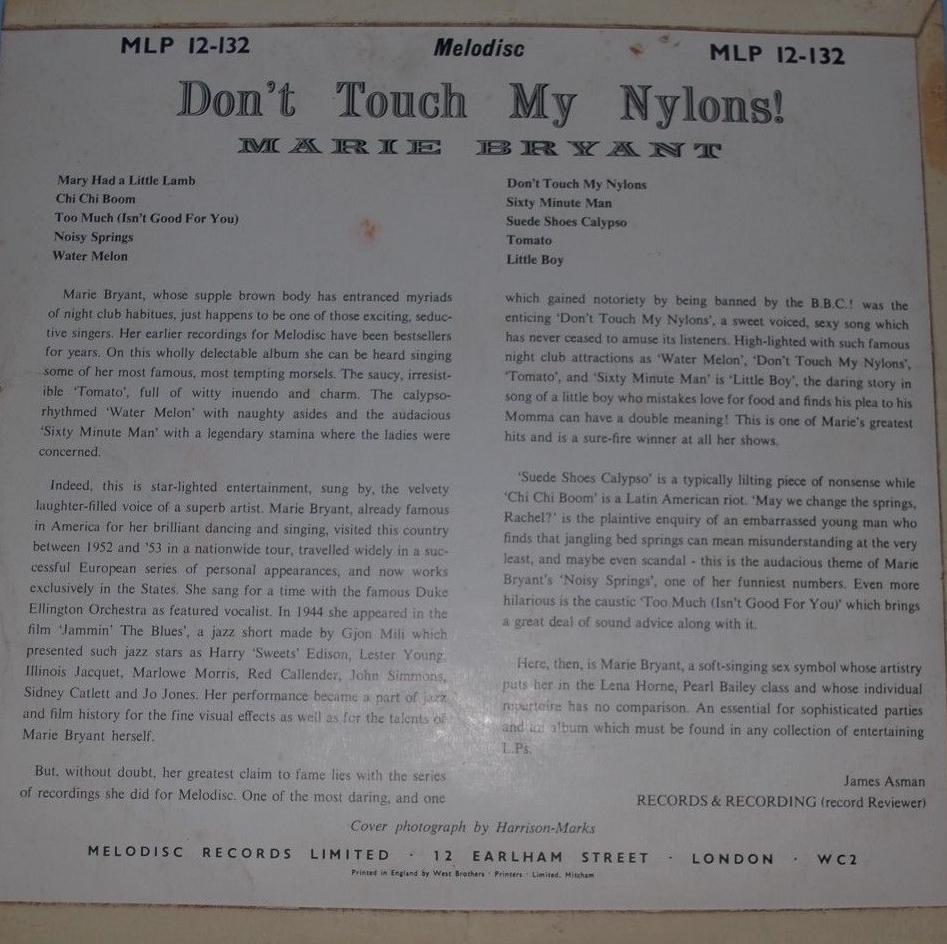 MLP 12-132 Melodisc MLP 12-132
Don't Touch My Nylons!
MARIE BRYANT
Mary Had a Little Lamb
Chi Chi Boom
Too Much (Isn't Good For You)
Noisy Springs
Water Melon
Don't Touch My Nylons
Sixty Minute Man
Suede Shoes Calypso
Tomato
Little Boy
Marie Bryant, whose supple brown body has entranced myriads
of night club habitues, just happens to be one of those exciting, seduc-
tive singers. Her earlier recordings for Melodisc have been bestsellers
for years. On this wholly delectable album she can be heard singing
some of her most famous, most tempting morsels. The saucy, irresist-
ible 'Tomato', full of witty inuendo and charm. The calypso-
rhythmed 'Water Melon' with naughty asides and the audacious
'Sixty Minute Man' with a legendary stamina where the ladies were
concerned.
Indeed, this is star-lighted entertainment, sung by, the velvety
laughter-filled voice of a superb artist. Marie Bryant, already famous
in America for her brilliant dancing and singing, visited this country
between 1952 and '53 in a nationwide tour, travelled widely in a suc-
cessful European series of personal appearances, and now works
exclusively in the States. She sang for a time with the famous Duke
Ellington Orchestra as featured vocalist. In 1944 she appeared in the
film 'Jammin' The Blues', a jazz short made by Gjon Mili which
presented such jazz stars as Harry 'Sweets' Edison, Lester Young,
Illinois Jacquet, Marlowe Morris, Red Callender, John Simmons,
Sidney Catlett and Jo Jones. Her performance became a part of jazz
and film history for the fine visual effects as well as for the talents of
Marie Bryant herself.
But, without doubt, her greatest claim to fame lies with the series
of recordings she did for Melodisc. One of the most daring, and one
which gained notoriety by being banned by the B.B.C.! was the
enticing 'Don't Touch My Nylons', a sweet voiced, sexy song which
has never ceased to amuse its listeners. High-lighted with such famous
night club attractions as 'Water Melon', 'Don't Touch My Nylons',
'Tomato', and 'Sixty Minute Man' is 'Little Boy', the daring story in
song of a little boy who mistakes love for food and finds his plea to his
Momma can have a double meaning! This is one of Marie's greatest
hits and is a sure-fire winner at all her shows.
'Suede Shoes Calypso' is a typically lilting piece of nonsense while
'Chi Chi Boom' is a Latin American riot. 'May we change the springs,
Rachel?' is the plaintive enquiry of an embarrassed young man who
finds that jangling bed springs can mean misunderstanding at the very
least, and maybe even scandal - this is the audacious theme of Marie
Bryant's 'Noisy Springs', one of her funniest numbers. Even more
hilarious is the caustic 'Too Much (Isn't Good For You)' which brings
a great deal of sound advice along with it.
Here, then, is Marie Bryant, a soft-singing sex symbol whose artistry
puts her in the Lena Horne, Pearl Bailey class and whose individual
repertoire has no comparison. An essential for sophisticated parties
and an album which must be found in any collection of entertaining
L.Ps.
James Asman
RECORDS & RECORDING (record Reviewer)
Cover photograph by Harrison-Marks
MELODISC RECORDS LIMITED · 12 EARLHAM STREET · LONDON · WC2
Printed in England by West Brothers · Printers · Limited, Mitcham